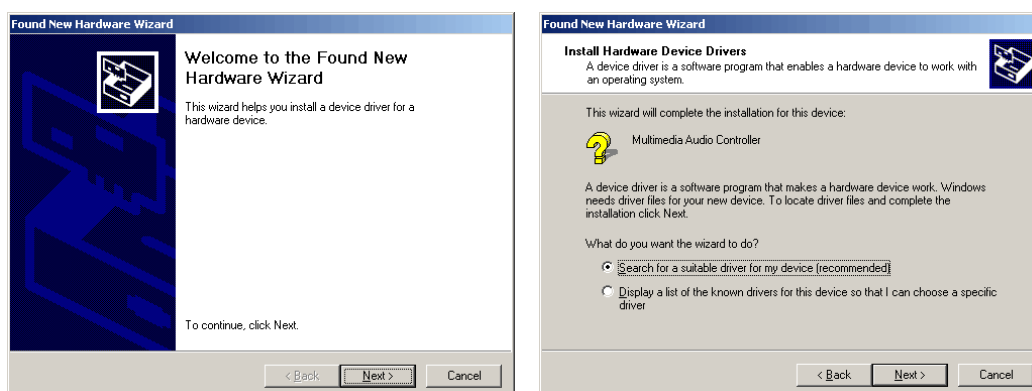 Found New Hardware Wizard
Welcome to the Found New
Hardware Wizard
This wizard helps you install a device driver for a
hardware device.
To continue, click Next.
< Back
Next >
Cancel
Found New Hardware Wizard
Install Hardware Device Drivers
A device driver is a software program that enables a hardware device to work with
an operating system.
This wizard will complete the installation for this device:
Multimedia Audio Controller
A device driver is a software program that makes a hardware device work. Windows
needs driver files for your new device. To locate driver files and complete the
installation click Next.
What do you want the wizard to do?
Search for a suitable driver for my device (recommended)
Display a list of the known drivers for this device so that I can choose a specific
driver
< Back
Next >
Cancel